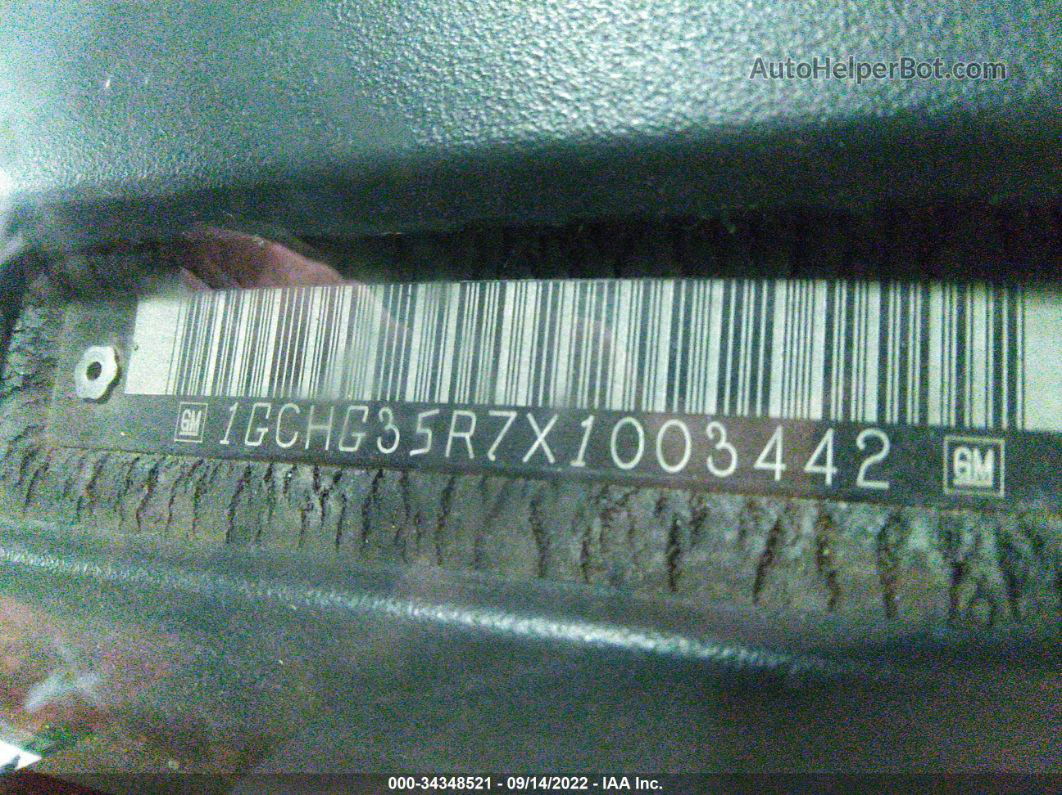 AutoHelperBot.com
GM 1GCHG35R7X1003442 GM
000-34348521 - 09/14/2022 - IAA Inc.